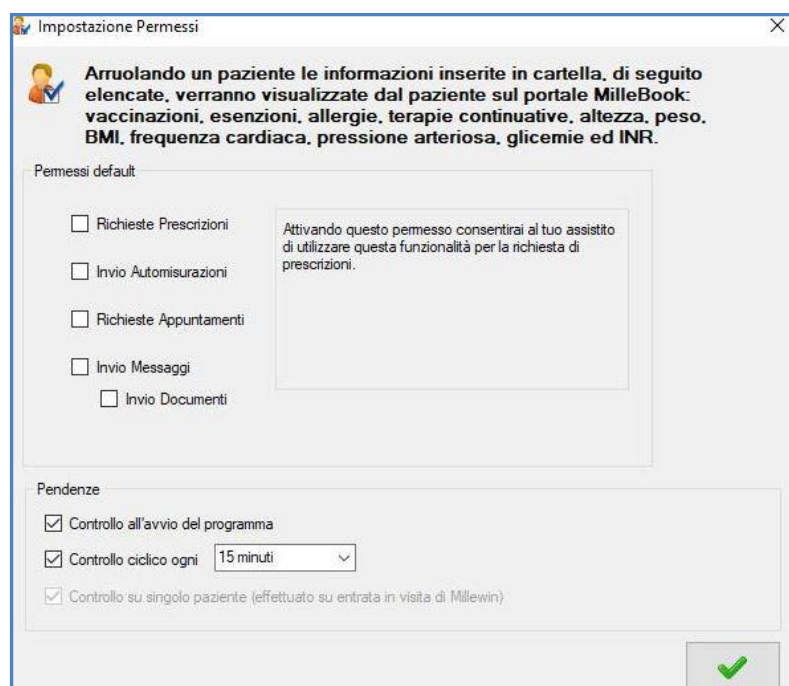 Impostazione Permessi
Arruolando un paziente le informazioni inserite in cartella, di seguito
elencate, verranno visualizzate dal paziente sul portale MilleBook:
vaccinazioni, esenzioni, allergie, terapie continuative, altezza, peso,
BMI, frequenza cardiaca, pressione arteriosa, glicemie ed INR.
Permessi default
Richieste Prescrizioni
Invio Automisurazioni
Richieste Appuntamenti
Invio Messaggi
Invio Documenti
Attivando questo permesso consentirai al tuo assistito
di utilizzare questa funzionalità per la richiesta di
prescrizioni.
Pendenze
Controllo all'avvio del programma
Controllo ciclico ogni 15 minuti
Controllo su singolo paziente (effettuato su entrata in visita di Millewin)